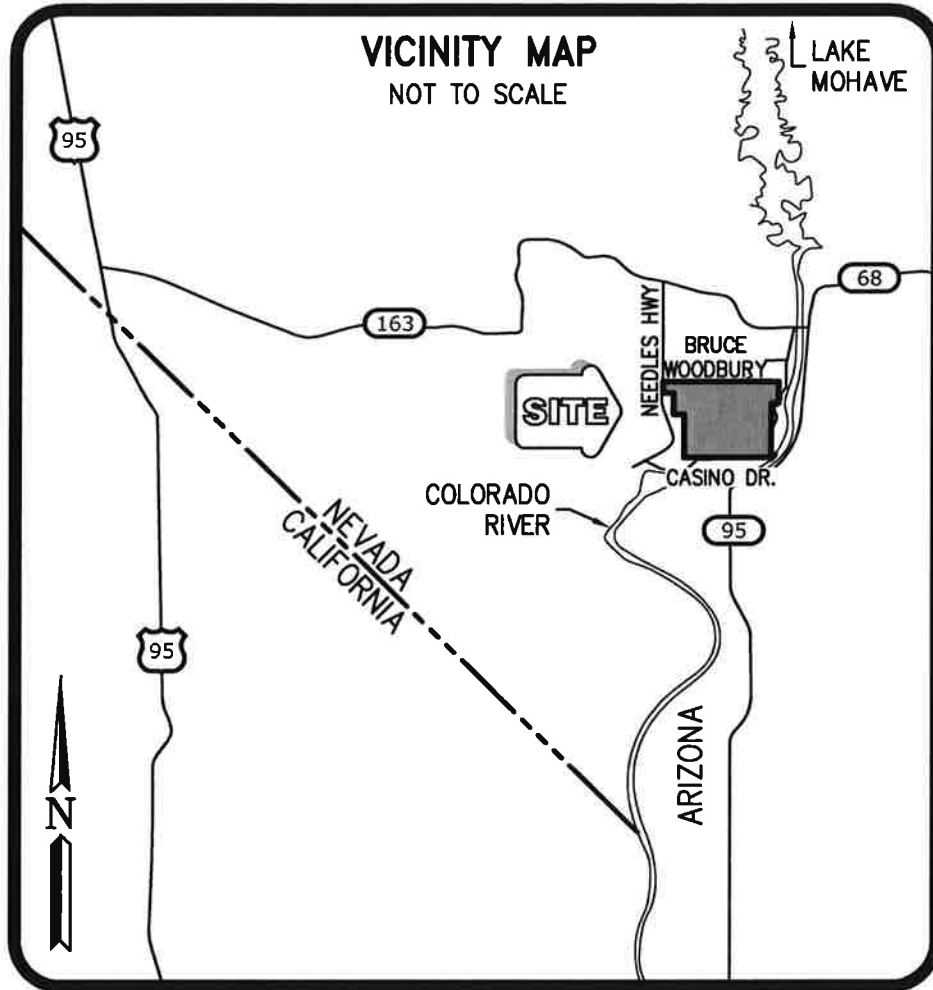 VICINITY MAP
NOT TO SCALE
LAKE
MOHAVE
95
68
163
NEEDLES HWY
BRUCE
WOODBURY
SITE
CASINO DR.
COLORADO
RIVER
95
NEVADA
CALIFORNIA
95
ARIZONA
N